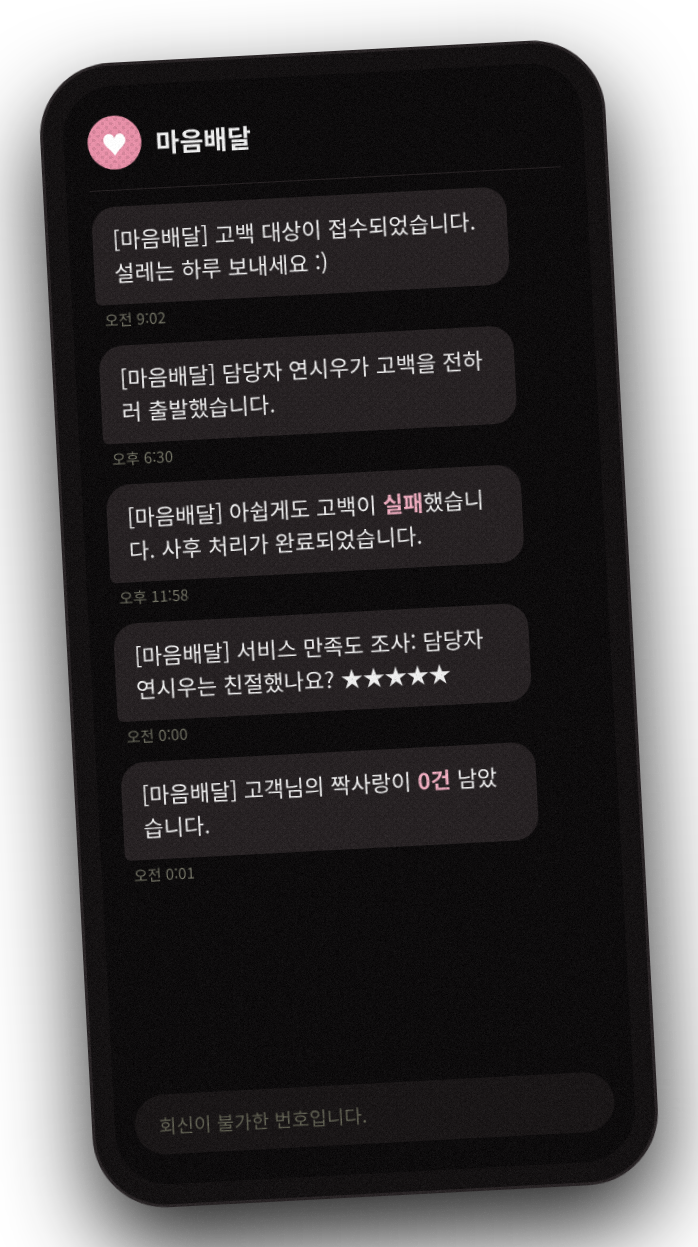 마음배달
[마음배달] 고백 대상이 접수되었습니다.
설레는 하루 보내세요 :)
오전 9:02
[마음배달] 담당자 연시우가 고백을 전하
러 출발했습니다.
오후 6:30
[마음배달] 아쉽게도 고백이 실패했습니
다. 사후 처리가 완료되었습니다.
오후 11:58
[마음배달] 서비스 만족도 조사: 담당자
연시우는 친절했나요? ★★★★★
오전 0:00
[마음배달] 고객님의 짝사랑이 0건 남았
습니다.
오전 0:01
회신이 불가한 번호입니다.